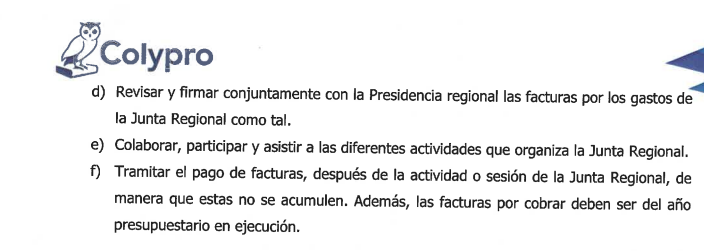 Colypro
d) Revisar y firmar conjuntamente con la Presidencia regional las facturas por los gastos de
la Junta Regional como tal.
e) Colaborar, participar y asistir a las diferentes actividades que organiza la Junta Regional.
f) Tramitar el pago de facturas, después de la actividad o sesión de la Junta Regional, de
manera que estas no se acumulen. Además, las facturas por cobrar deben ser del año
presupuestario en ejecución.